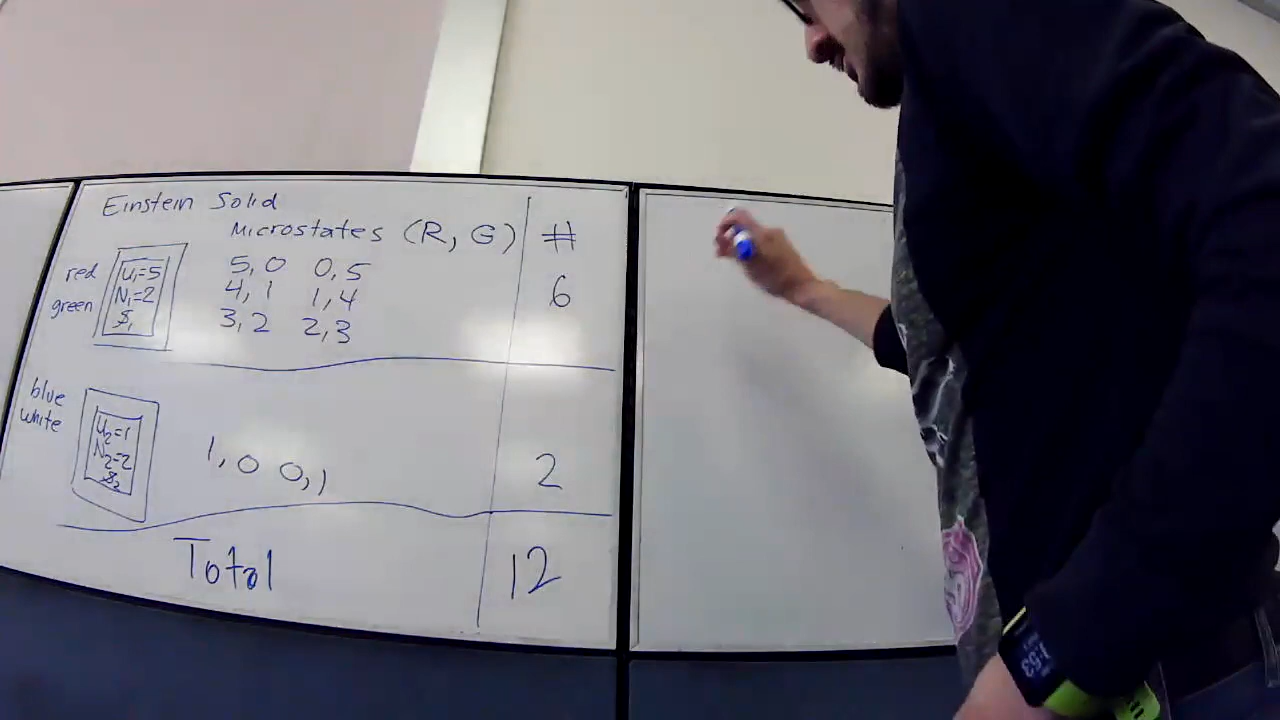 Einstein Solid
Microstates (R, G) #
red
green
U₁=5
N₁=2
S₁
5,0 0,5
4,1 1,4
3,2 2,3
6
blue
white
U₂=1
N₂=2
S₂
1,0 0,1
2
Total 12